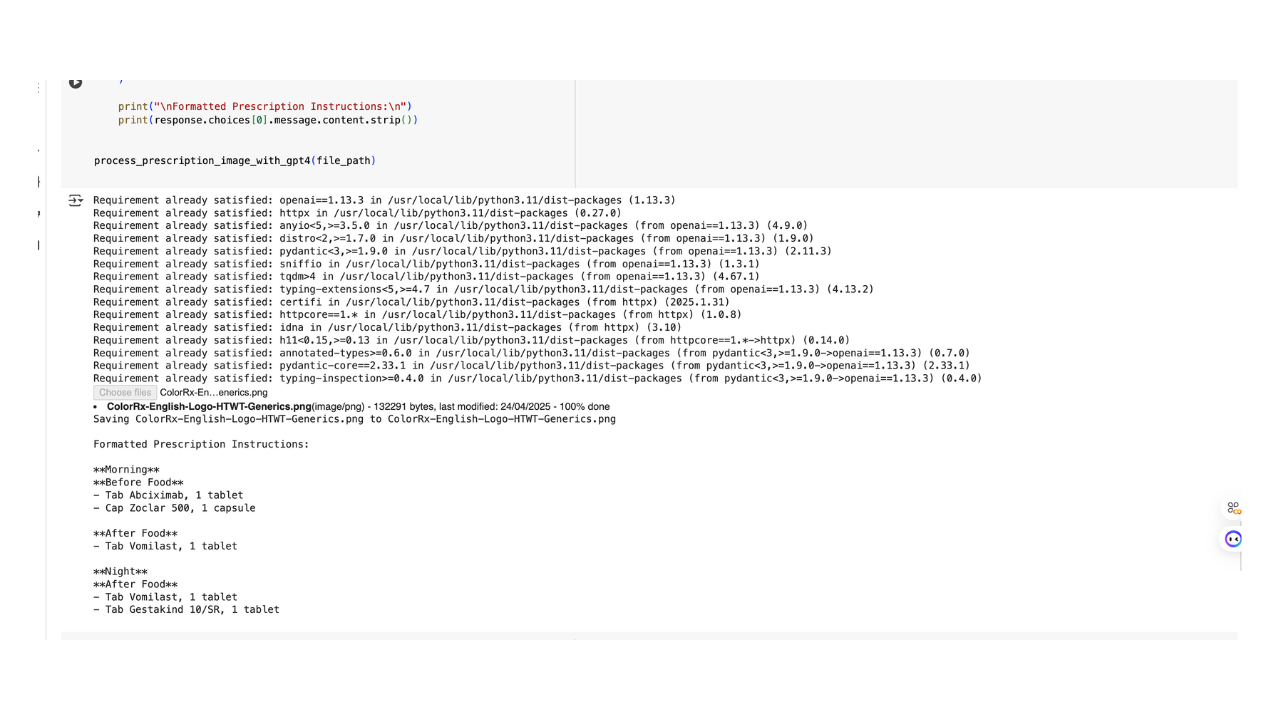 print("\nFormatted Prescription Instructions:\n")
print(response.choices[0].message.content.strip())
process_prescription_image_with_gpt4(file_path)
Requirement already satisfied: openai==1.13.3 in /usr/local/lib/python3.11/dist-packages (1.13.3)
Requirement already satisfied: httpx in /usr/local/lib/python3.11/dist-packages (0.27.0)
Requirement already satisfied: anyio<5,>=3.5.0 in /usr/local/lib/python3.11/dist-packages (from openai==1.13.3) (4.9.0)
Requirement already satisfied: distro<2,>=1.7.0 in /usr/local/lib/python3.11/dist-packages (from openai==1.13.3) (1.9.0)
Requirement already satisfied: pydantic<3,>=1.9.0 in /usr/local/lib/python3.11/dist-packages (from openai==1.13.3) (2.11.3)
Requirement already satisfied: sniffio in /usr/local/lib/python3.11/dist-packages (from openai==1.13.3) (1.3.1)
Requirement already satisfied: tqdm>4 in /usr/local/lib/python3.11/dist-packages (from openai==1.13.3) (4.67.1)
Requirement already satisfied: typing-extensions<5,>=4.7 in /usr/local/lib/python3.11/dist-packages (from openai==1.13.3) (4.13.2)
Requirement already satisfied: certifi in /usr/local/lib/python3.11/dist-packages (from httpx) (2025.1.31)
Requirement already satisfied: httpcore==1.* in /usr/local/lib/python3.11/dist-packages (from httpx) (1.0.8)
Requirement already satisfied: idna in /usr/local/lib/python3.11/dist-packages (from httpx) (3.10)
Requirement already satisfied: h11<0.15,>=0.13 in /usr/local/lib/python3.11/dist-packages (from httpcore==1.*->httpx) (0.14.0)
Requirement already satisfied: annotated-types>=0.6.0 in /usr/local/lib/python3.11/dist-packages (from pydantic<3,>=1.9.0->openai==1.13.3) (0.7.0)
Requirement already satisfied: pydantic-core==2.33.1 in /usr/local/lib/python3.11/dist-packages (from pydantic<3,>=1.9.0->openai==1.13.3) (2.33.1)
Requirement already satisfied: typing-inspection>=0.4.0 in /usr/local/lib/python3.11/dist-packages (from pydantic<3,>=1.9.0->openai==1.13.3) (0.4.0)
Choose files ColorRx-En...enerics.png
• ColorRx-English-Logo-HTWT-Generics.png(image/png) - 132291 bytes, last modified: 24/04/2025 - 100% done
Saving ColorRx-English-Logo-HTWT-Generics.png to ColorRx-English-Logo-HTWT-Generics.png
Formatted Prescription Instructions:
**Morning**
**Before Food**
- Tab Abciximab, 1 tablet
- Cap Zoclar 500, 1 capsule
**After Food**
- Tab Vomilast, 1 tablet
**Night**
**After Food**
- Tab Vomilast, 1 tablet
- Tab Gestakind 10/SR, 1 tablet